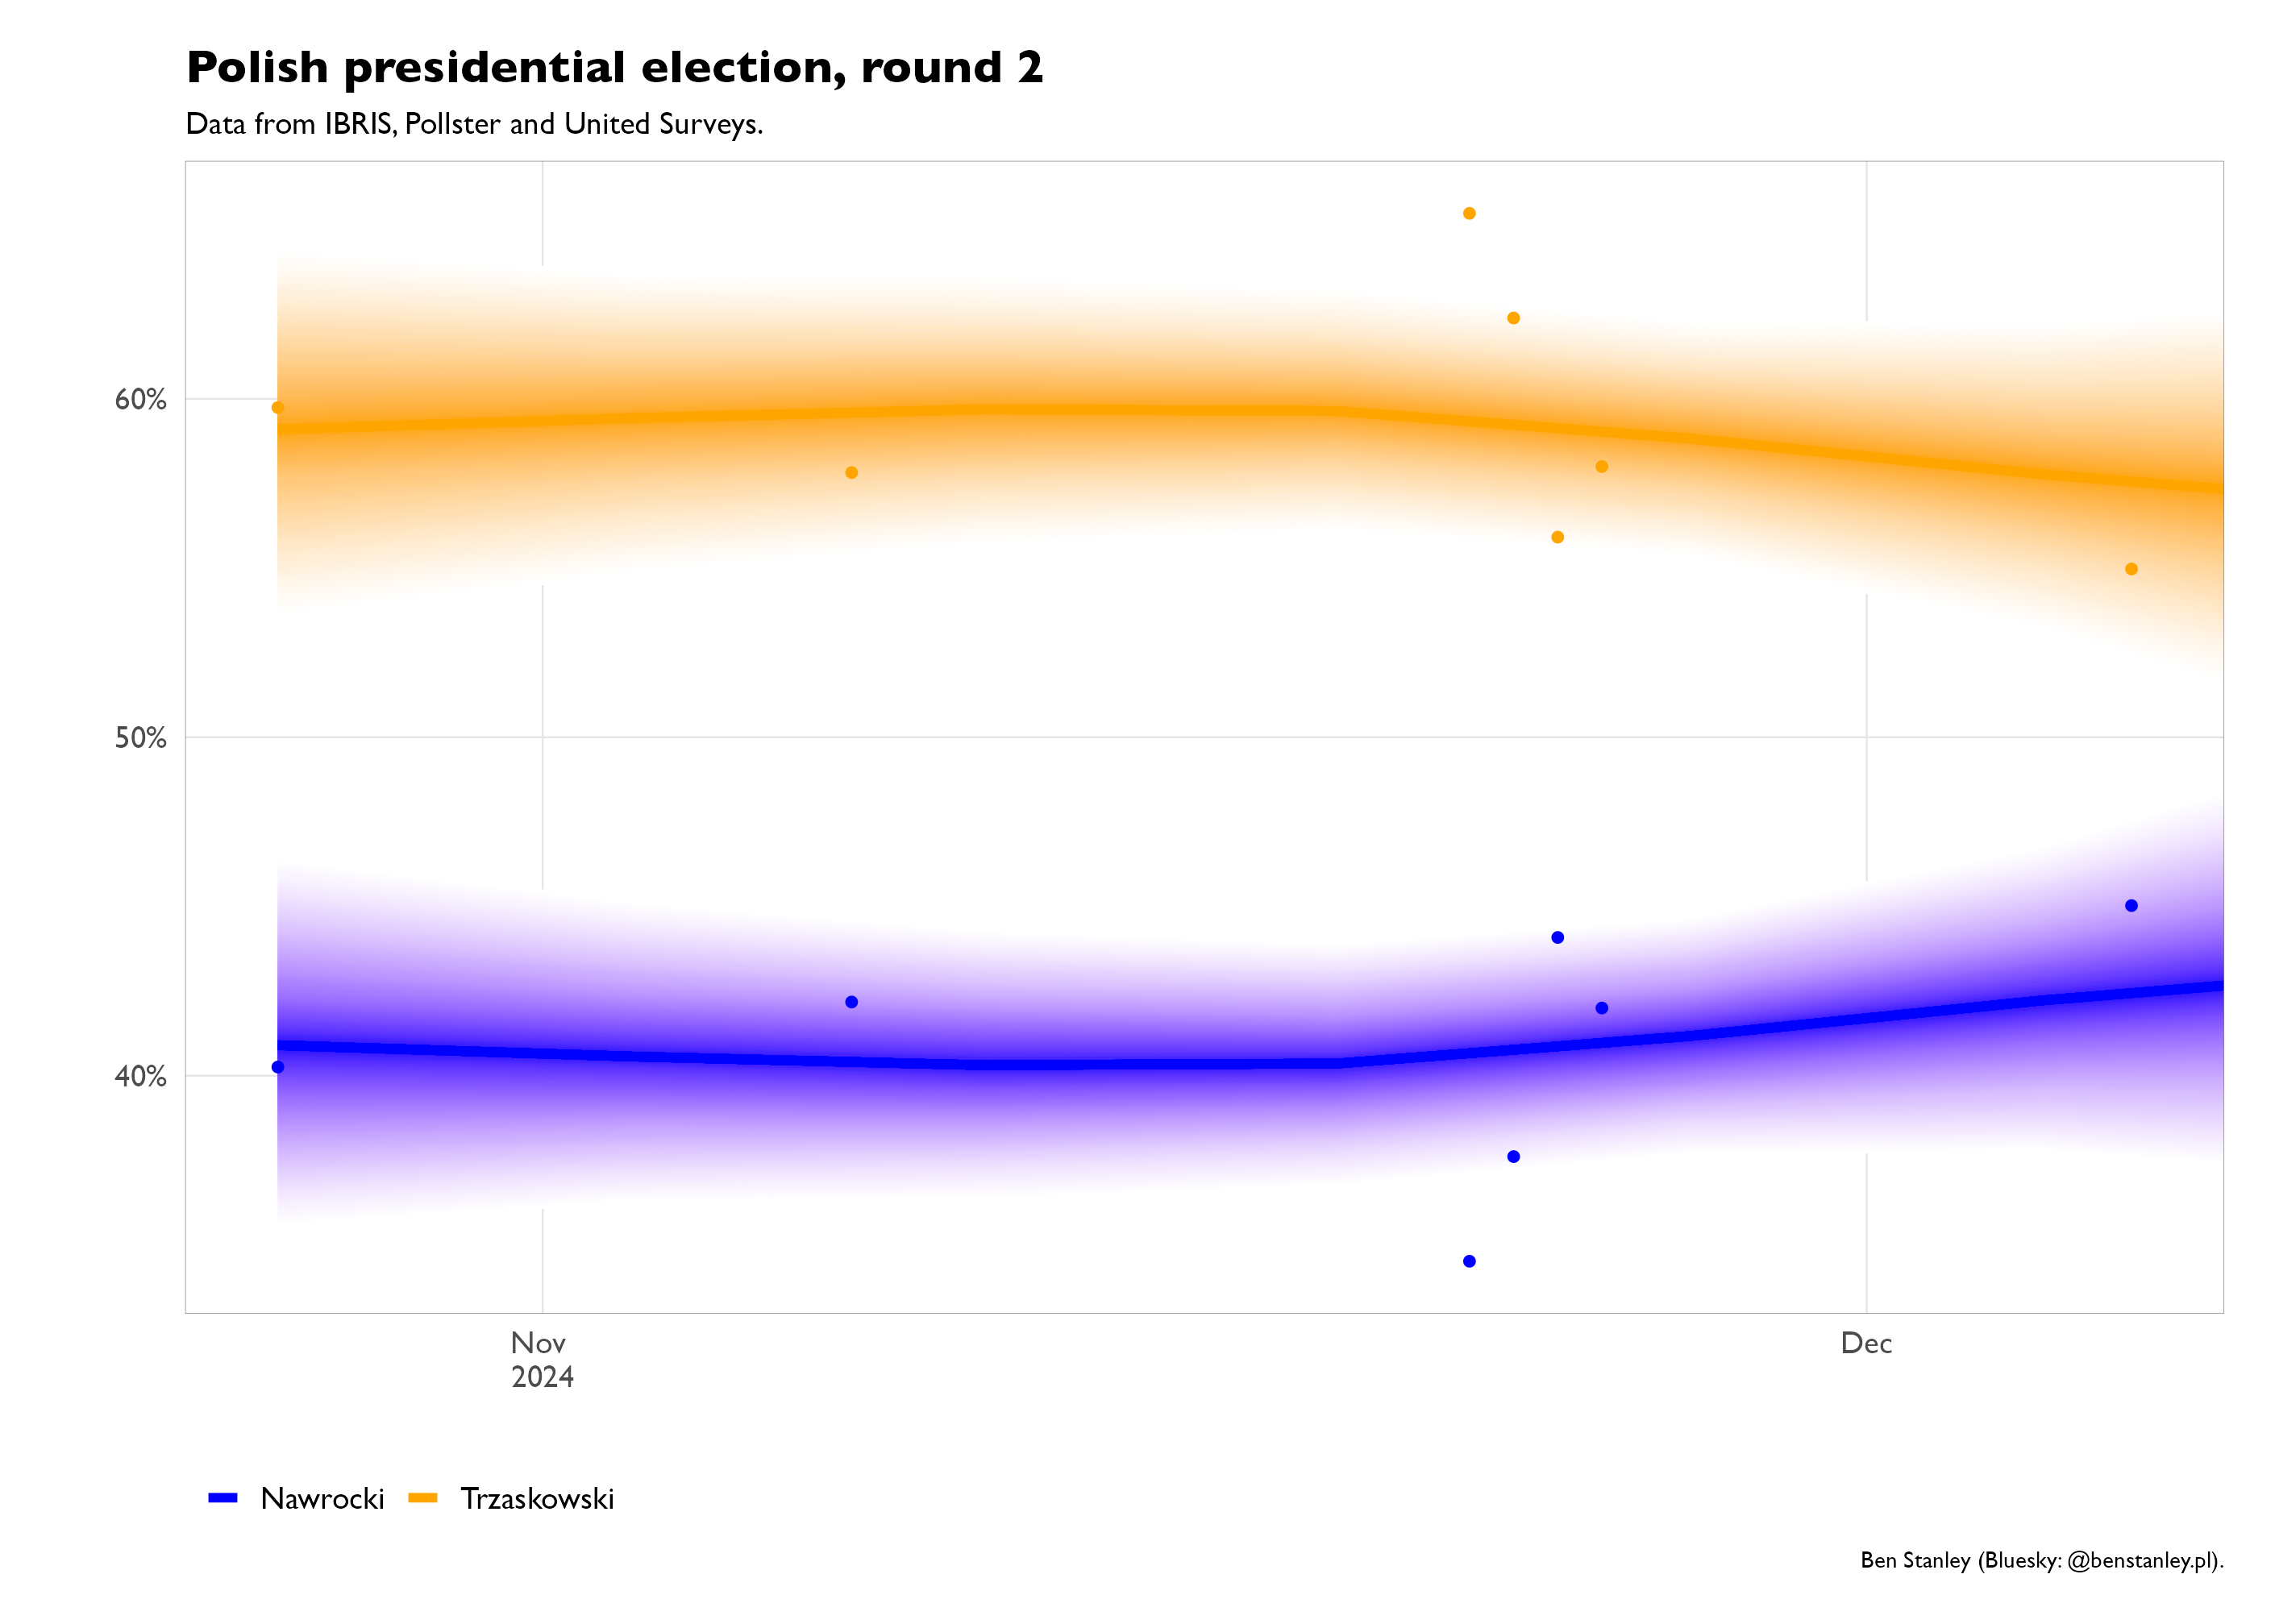 Polish presidential election, round 2
Data from IBRIS, Pollster and United Surveys.
60%
50%
40%
Nov
2024
Dec
Nawrocki
Trzaskowski
Ben Stanley (Bluesky: @benstanley.pl).